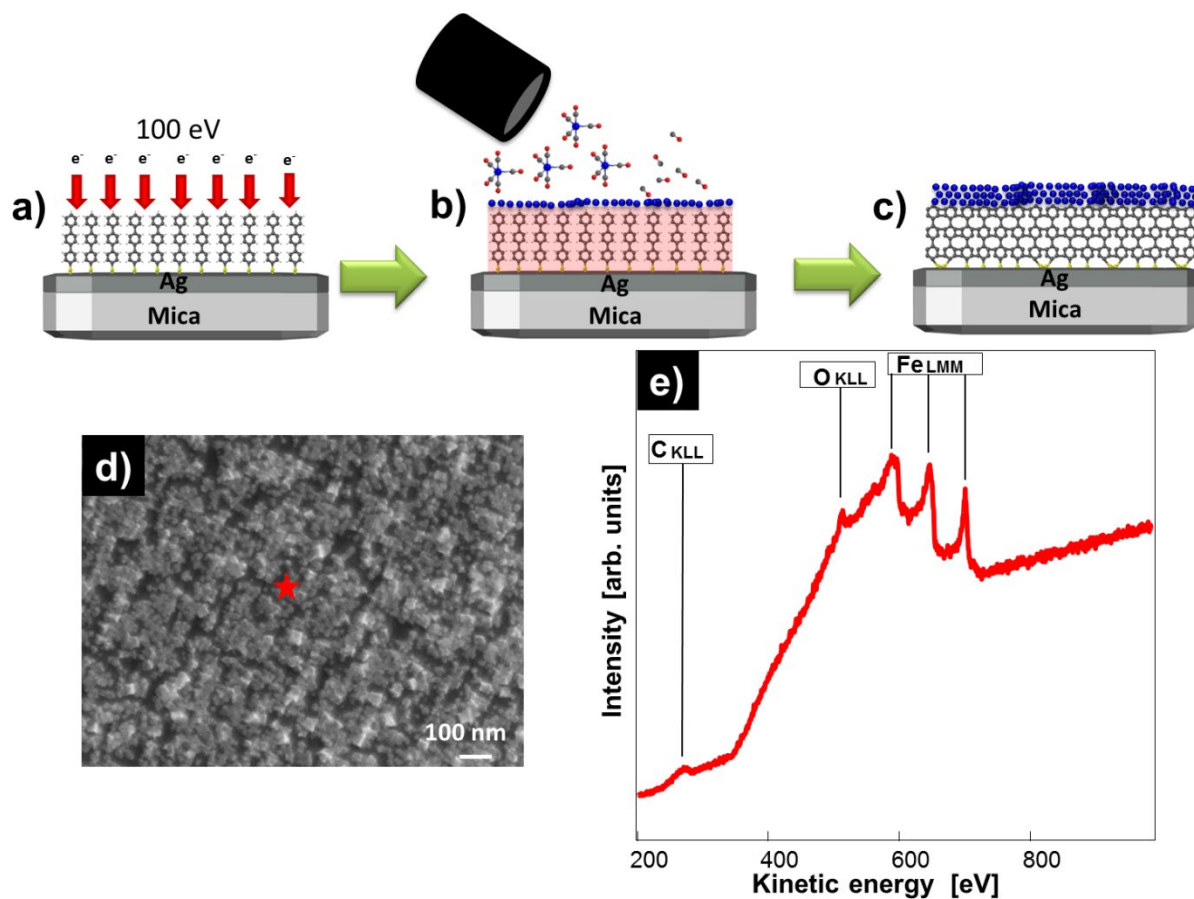 100 eV
e⁻ e⁻ e⁻ e⁻ e⁻ e⁻ e⁻
a)
Ag
Mica
b)
Ag
Mica
c)
Ag
Mica
d)
100 nm
e)
C KLL
O KLL
Fe LMM
Intensity [arb. units]
200 400 600 800
Kinetic energy [eV]